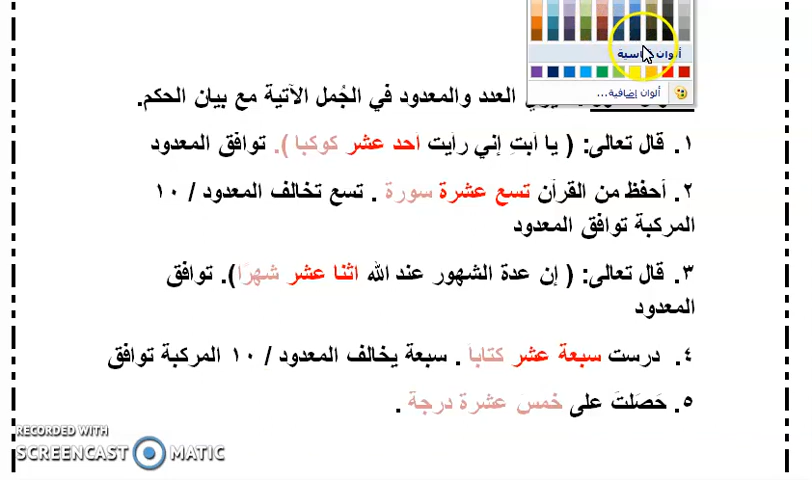 ألوان قياسية
ألوان إضافية...
العدد والمعدود في الجُمل الآتية مع بيان الحكم.
١. قال تعالى: ( يا أبتِ إني رأيت احد عشر كوكبا ). توافق المعدود
٢. أحفظ من القرآن تسع عشرة سورة . تسع تخالف المعدود / ١٠
المركبة توافق المعدود
٣. قال تعالى: ( إن عدة الشهور عند الله اثنا عشر شهرًا). توافق
المعدود
٤. درست سبعة عشر كتاباً . سبعة يخالف المعدود / ١٠ المركبة توافق
٥. حَصَلتَ على خمسَ عشرة درجة .
RECORDED WITH
SCREENCAST MATIC